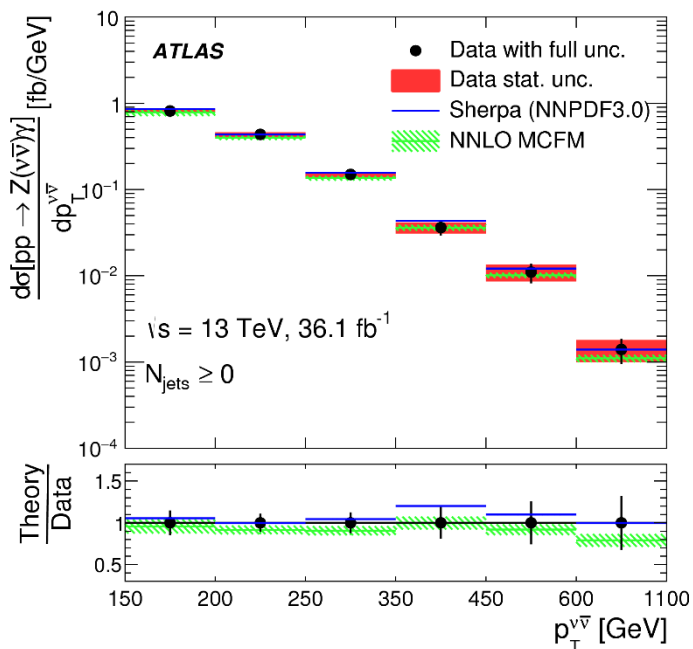 ATLAS
Data with full unc.
Data stat. unc.
Sherpa (NNPDF3.0)
NNLO MCFM
dσ[pp → Z(νν̅)γ]
dp_T^{νν̅}
[fb/GeV]
10
1
10⁻¹
10⁻²
10⁻³
10⁻⁴
√s = 13 TeV, 36.1 fb⁻¹
N_jets ≥ 0
Theory
Data
1.5
1
0.5
150 200 250 350 450 600 1100
p_T^{νν̅} [GeV]